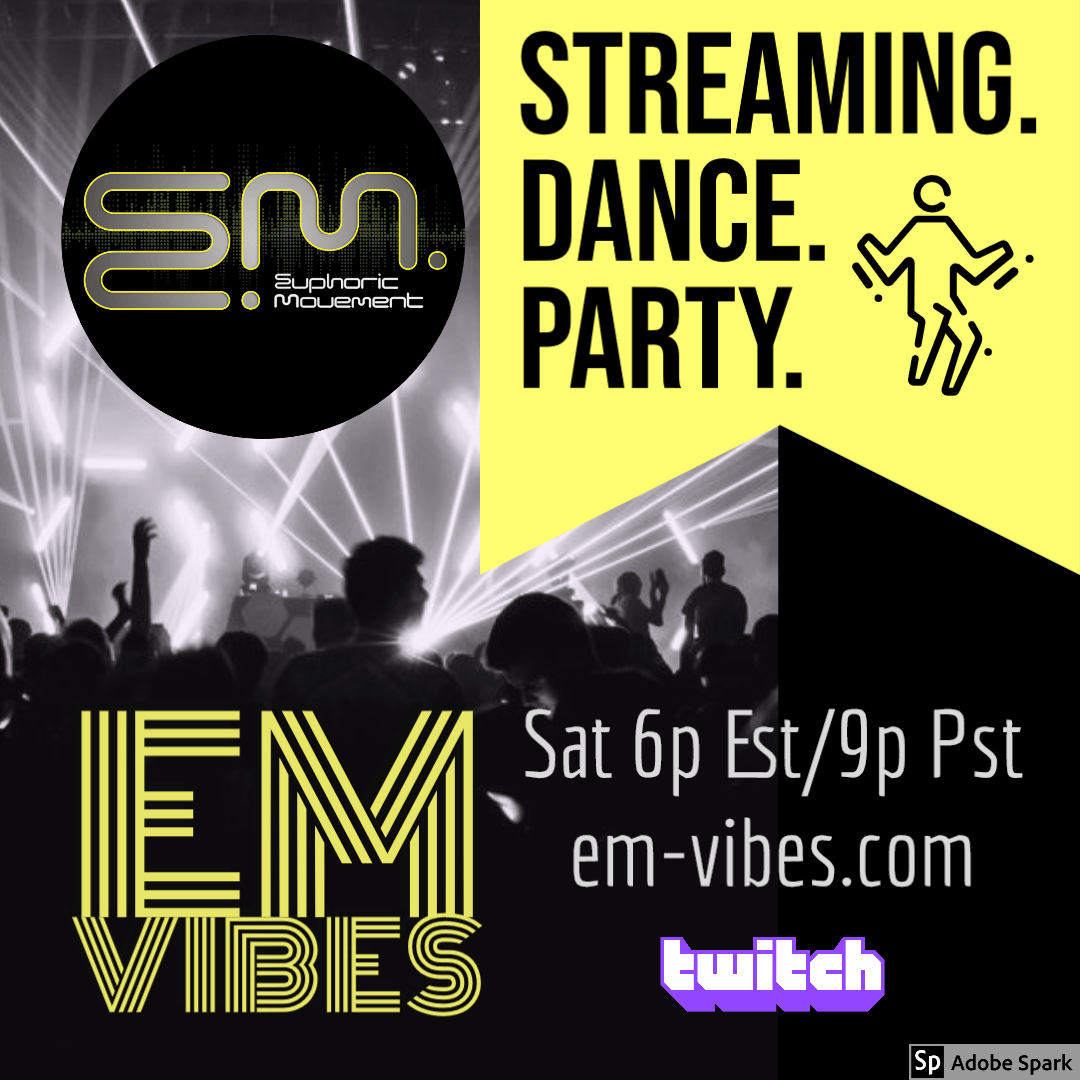 STREAMING.
DANCE.
PARTY.
EM.
Euphoric
Movement
EM
VIBES
Sat 6p Est/9p Pst
em-vibes.com
twitch
Sp Adobe Spark